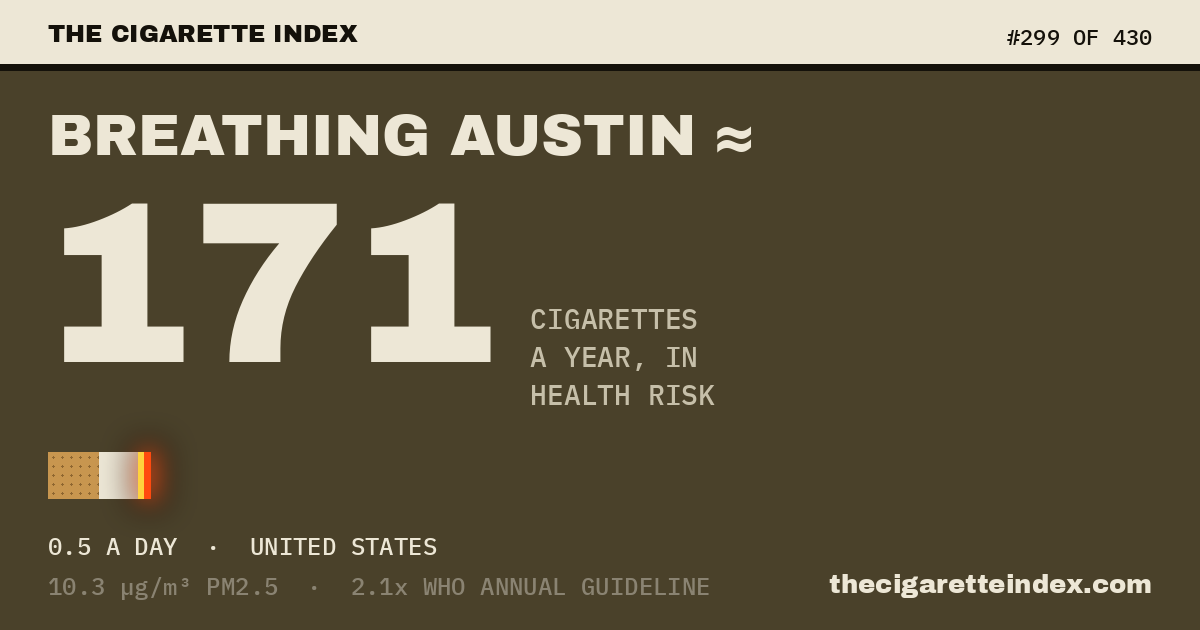 THE CIGARETTE INDEX
#299 OF 430
BREATHING AUSTIN ≈
171
CIGARETTES
A YEAR, IN
HEALTH RISK
0.5 A DAY · UNITED STATES
10.3 µg/m³ PM2.5 · 2.1x WHO ANNUAL GUIDELINE
thecigaretteindex.com